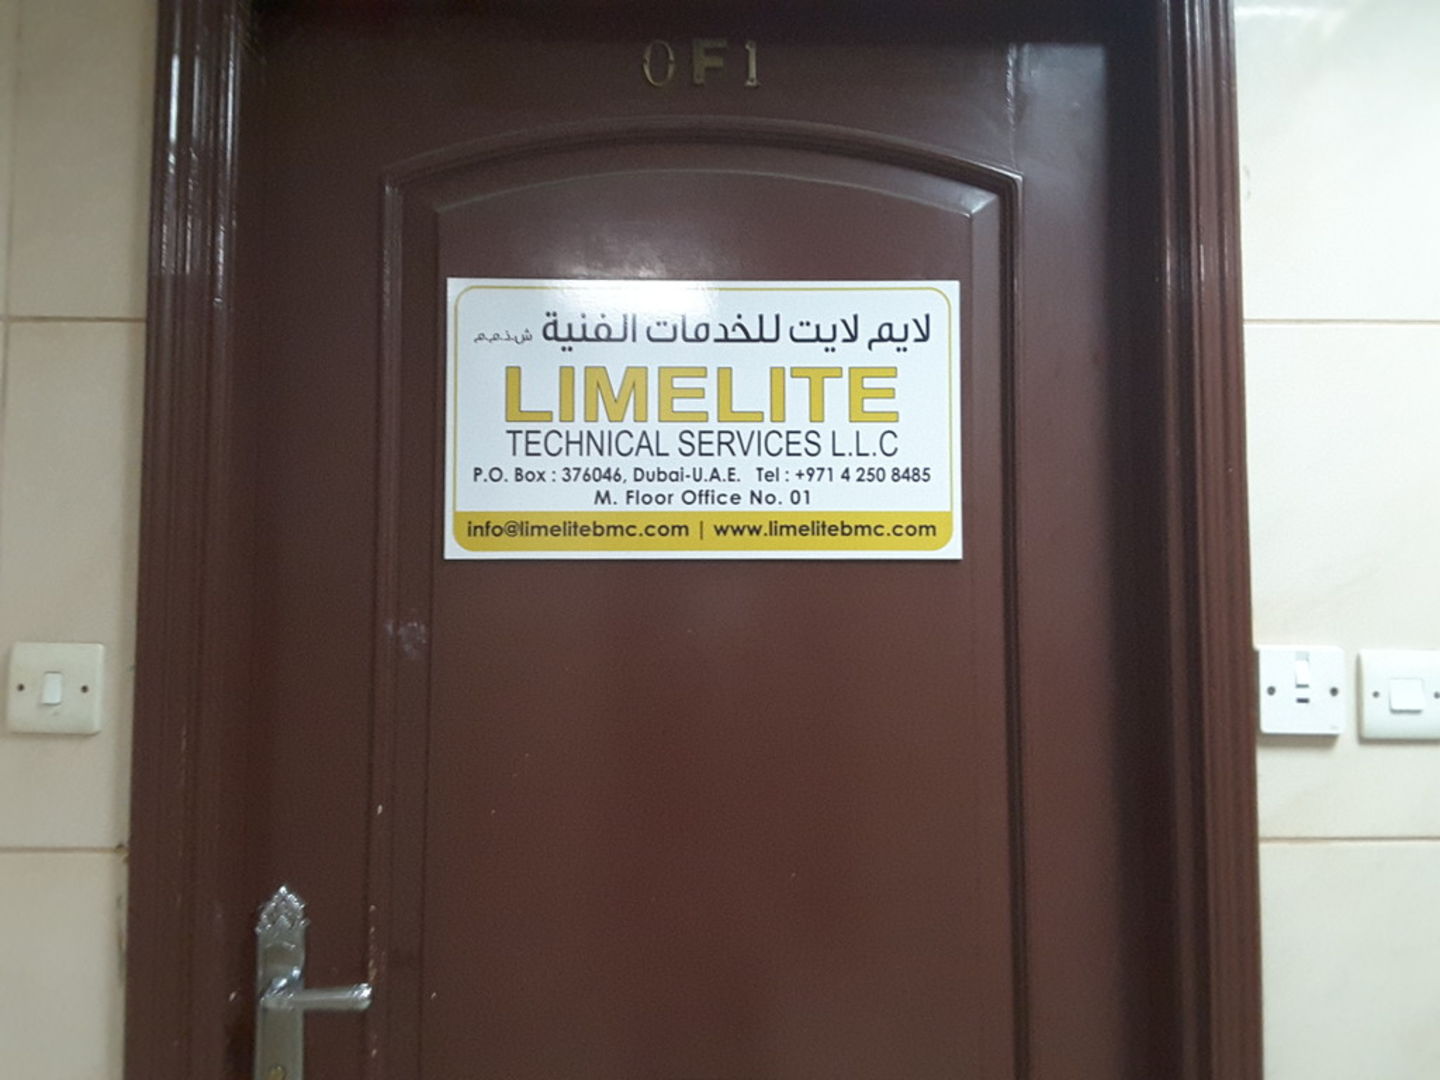 OF1
لايم لايت للخدمات الفنية ش.ذ.م.م
LIMELITE
TECHNICAL SERVICES L.L.C
P.O. Box : 376046, Dubai-U.A.E. Tel : +971 4 250 8485
M. Floor Office No. 01
info@limelitebmc.com | www.limelitebmc.com